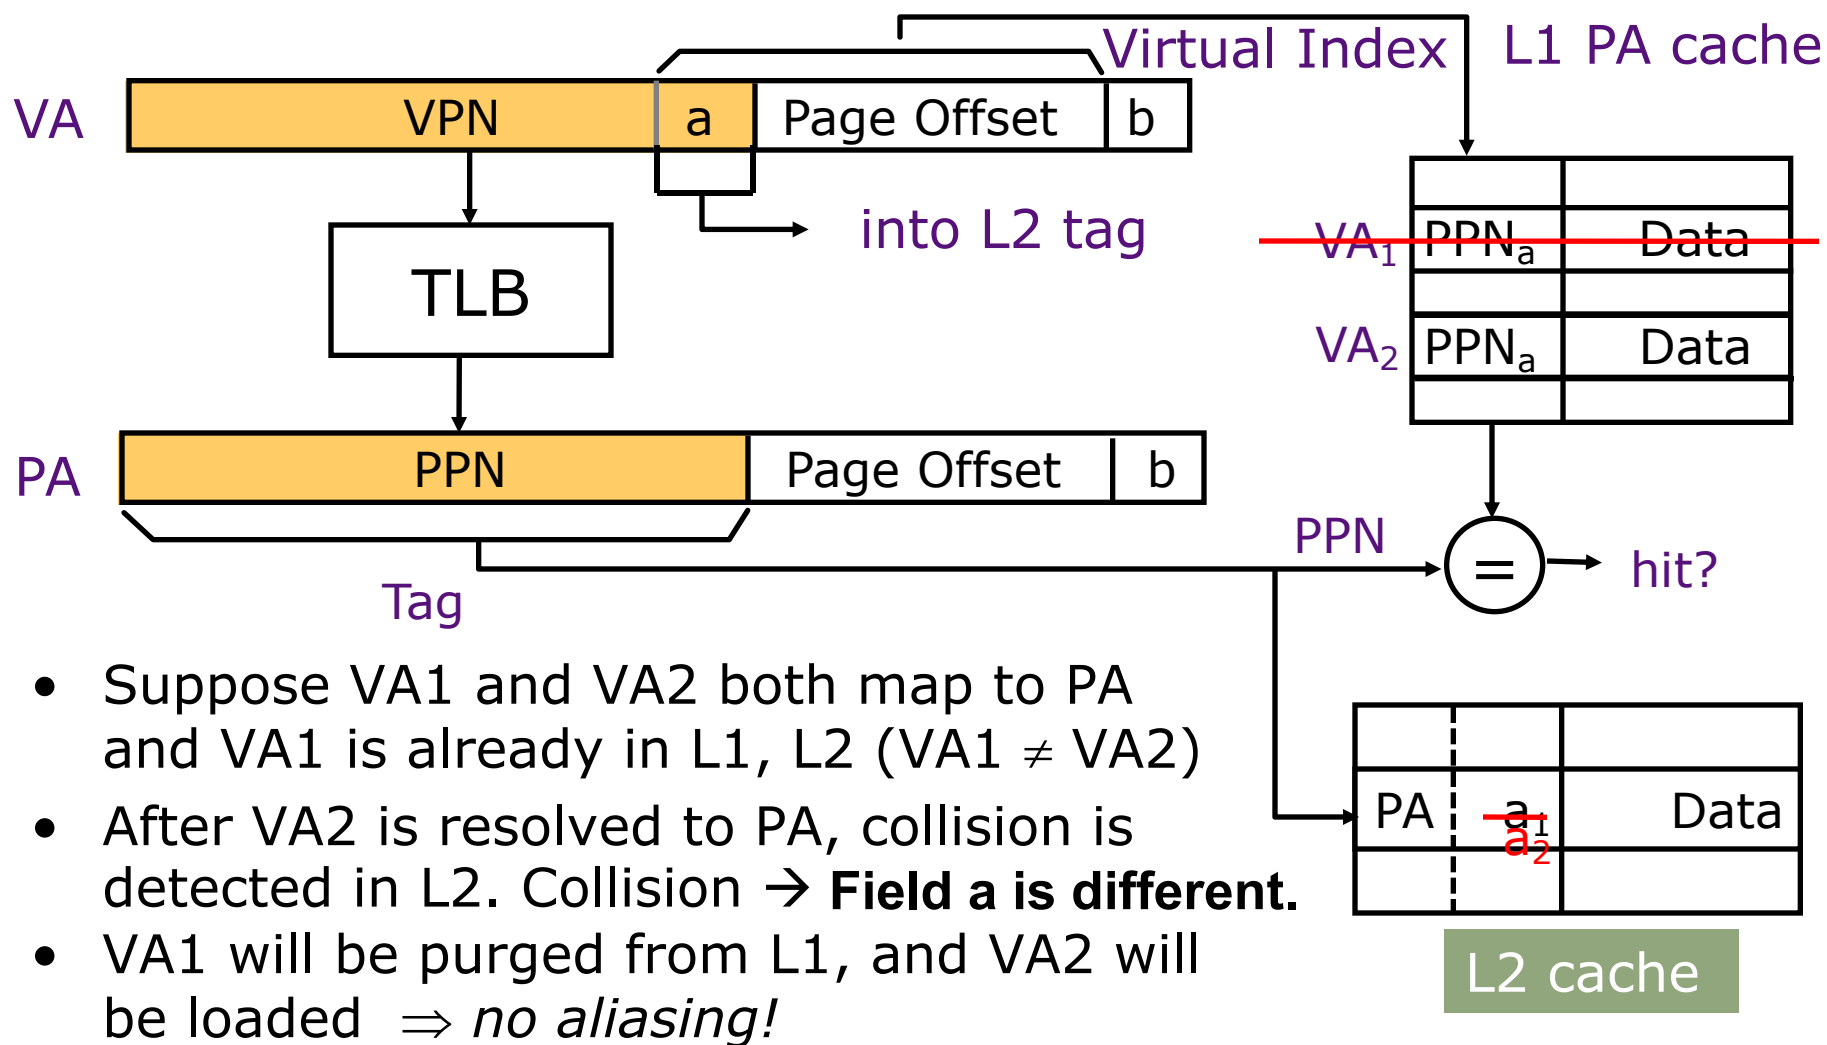 Virtual Index
L1 PA cache
VA
VPN
a
Page Offset
b
into L2 tag
TLB
VA1
PPNa
Data
VA2
PPNa
Data
PA
PPN
Page Offset
b
PPN
=
hit?
Tag
• Suppose VA1 and VA2 both map to PA
and VA1 is already in L1, L2 (VA1 ≠ VA2)
• After VA2 is resolved to PA, collision is
detected in L2. Collision → Field a is different.
• VA1 will be purged from L1, and VA2 will
be loaded ⇒ no aliasing!
PA
a1
a2
Data
L2 cache